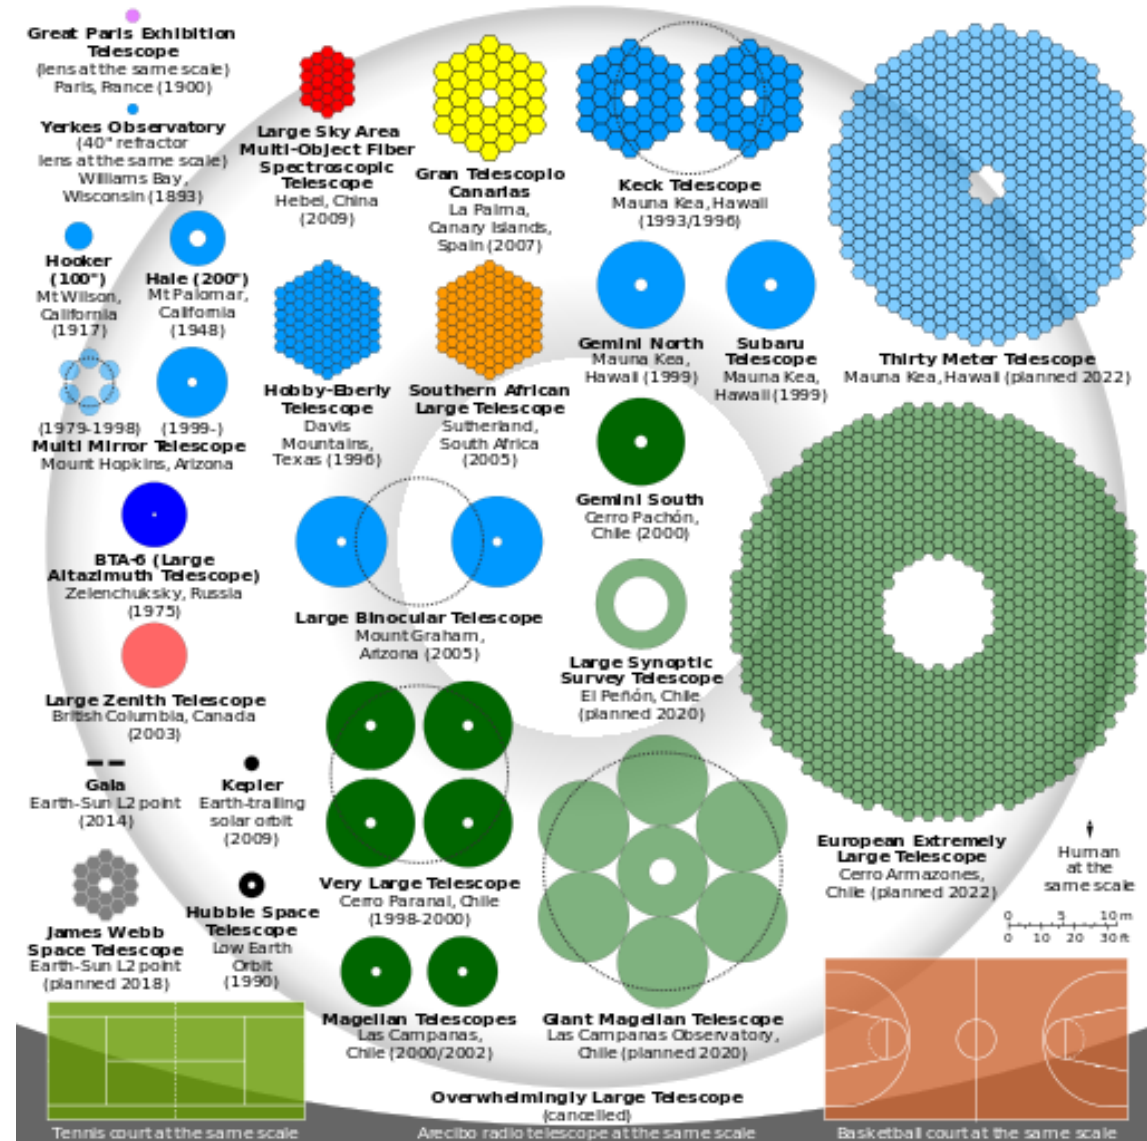 Great Paris Exhibition
Telescope
(lens at the same scale)
Paris, France (1900)
Yerkes Observatory
(40" refractor
lens at the same scale)
Williams Bay,
Wisconsin (1893)
Hooker
(100")
Mt Wilson,
California
(1917)
Hale (200")
Mt Palomar,
California
(1948)
(1979-1998) (1999-)
Multi Mirror Telescope
Mount Hopkins, Arizona
BTA-6 (Large
Altazimuth Telescope)
Zelenchuksky, Russia
(1975)
Large Zenith Telescope
British Columbia, Canada
(2003)
Gaia
Earth-Sun L2 point
(2014)
Kepler
Earth-trailing
solar orbit
(2009)
James Webb
Space Telescope
Earth-Sun L2 point
(planned 2018)
Hubble Space
Telescope
Low Earth
Orbit
(1990)
Large Sky Area
Multi-Object Fiber
Spectroscopic
Telescope
Hebei, China
(2009)
Gran Telescopio
Canarias
La Palma,
Canary Islands,
Spain (2007)
Keck Telescope
Mauna Kea, Hawaii
(1993/1996)
Hobby-Eberly
Telescope
Davis
Mountains,
Texas (1996)
Southern African
Large Telescope
Sutherland,
South Africa
(2005)
Gemini North
Mauna Kea,
Hawaii (1999)
Subaru
Telescope
Mauna Kea,
Hawaii (1999)
Thirty Meter Telescope
Mauna Kea, Hawaii (planned 2022)
Gemini South
Cerro Pachón,
Chile (2000)
Large Binocular Telescope
Mount Graham,
Arizona (2005)
Large Synoptic
Survey Telescope
El Peñón, Chile
(planned 2020)
Very Large Telescope
Cerro Paranal, Chile
(1998-2000)
Magellan Telescopes
Las Campanas,
Chile (2000/2002)
Giant Magellan Telescope
Las Campanas Observatory,
Chile (planned 2020)
European Extremely
Large Telescope
Cerro Armazones,
Chile (planned 2022)
Human
at the
same scale
0 5 10 m
0 10 20 30 ft
Overwhelmingly Large Telescope
(cancelled)
Tennis court at the same scale
Arecibo radio telescope at the same scale
Basketball court at the same scale